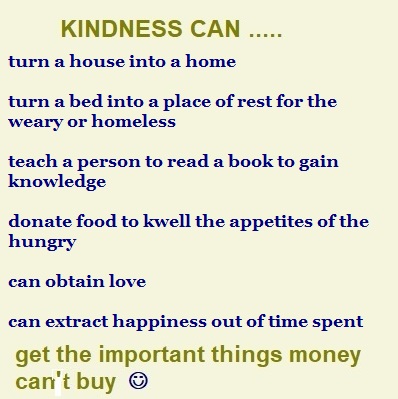 KINDNESS CAN .....
turn a house into a home
turn a bed into a place of rest for the
weary or homeless
teach a person to read a book to gain
knowledge
donate food to kwell the appetites of the
hungry
can obtain love
can extract happiness out of time spent
get the important things money
can't buy ☺